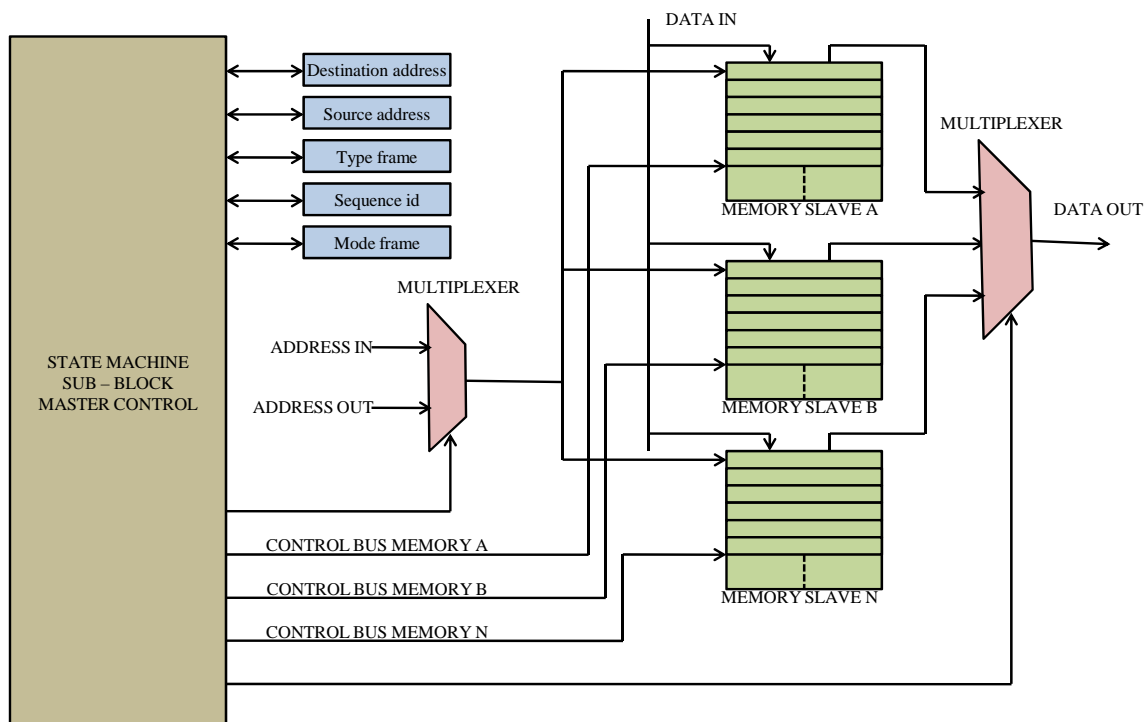 DATA IN
Destination address
Source address
Type frame
Sequence id
Mode frame
MULTIPLEXER
MEMORY SLAVE A
DATA OUT
MULTIPLEXER
ADDRESS IN
ADDRESS OUT
STATE MACHINE
SUB – BLOCK
MASTER CONTROL
MEMORY SLAVE B
CONTROL BUS MEMORY A
CONTROL BUS MEMORY B
CONTROL BUS MEMORY N
MEMORY SLAVE N